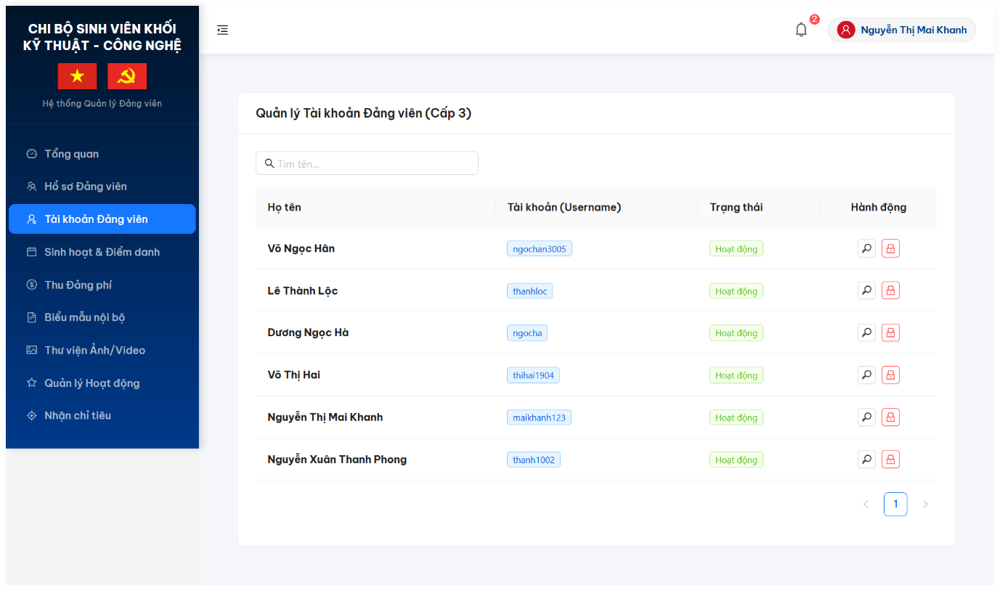 CHI BỘ SINH VIÊN KHỐI
KỸ THUẬT - CÔNG NGHỆ
Hệ thống Quản lý Đảng viên
Tổng quan
Hồ sơ Đảng viên
Tài khoản Đảng viên
Sinh hoạt & Điểm danh
Thu Đảng phí
Biểu mẫu nội bộ
Thư viện Ảnh/Video
Quản lý Hoạt động
Nhận chỉ tiêu
2
Nguyễn Thị Mai Khanh
Quản lý Tài khoản Đảng viên (Cấp 3)
Tìm tên...
Họ tên Tài khoản (Username) Trạng thái Hành động
Võ Ngọc Hân ngochan3005 Hoạt động
Lê Thành Lộc thanhloc Hoạt động
Dương Ngọc Hà ngocha Hoạt động
Võ Thị Hai thihai1904 Hoạt động
Nguyễn Thị Mai Khanh maikhanh123 Hoạt động
Nguyễn Xuân Thanh Phong thanh1002 Hoạt động
1